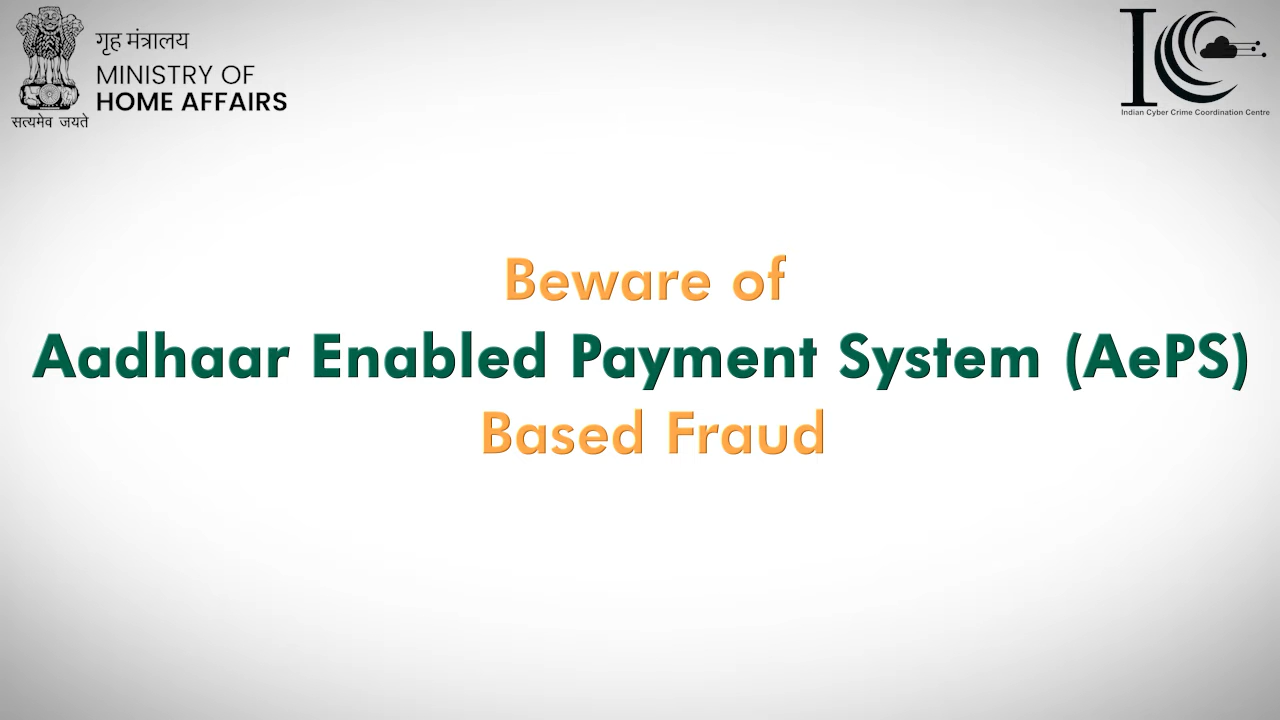 गृह मंत्रालय
MINISTRY OF
HOME AFFAIRS
सत्यमेव जयते
Indian Cyber Crime Coordination Centre
Beware of
Aadhaar Enabled Payment System (AePS)
Based Fraud